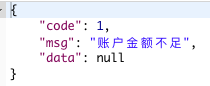 {
    "code": 1,
    "msg": "账户金额不足",
    "data": null
}